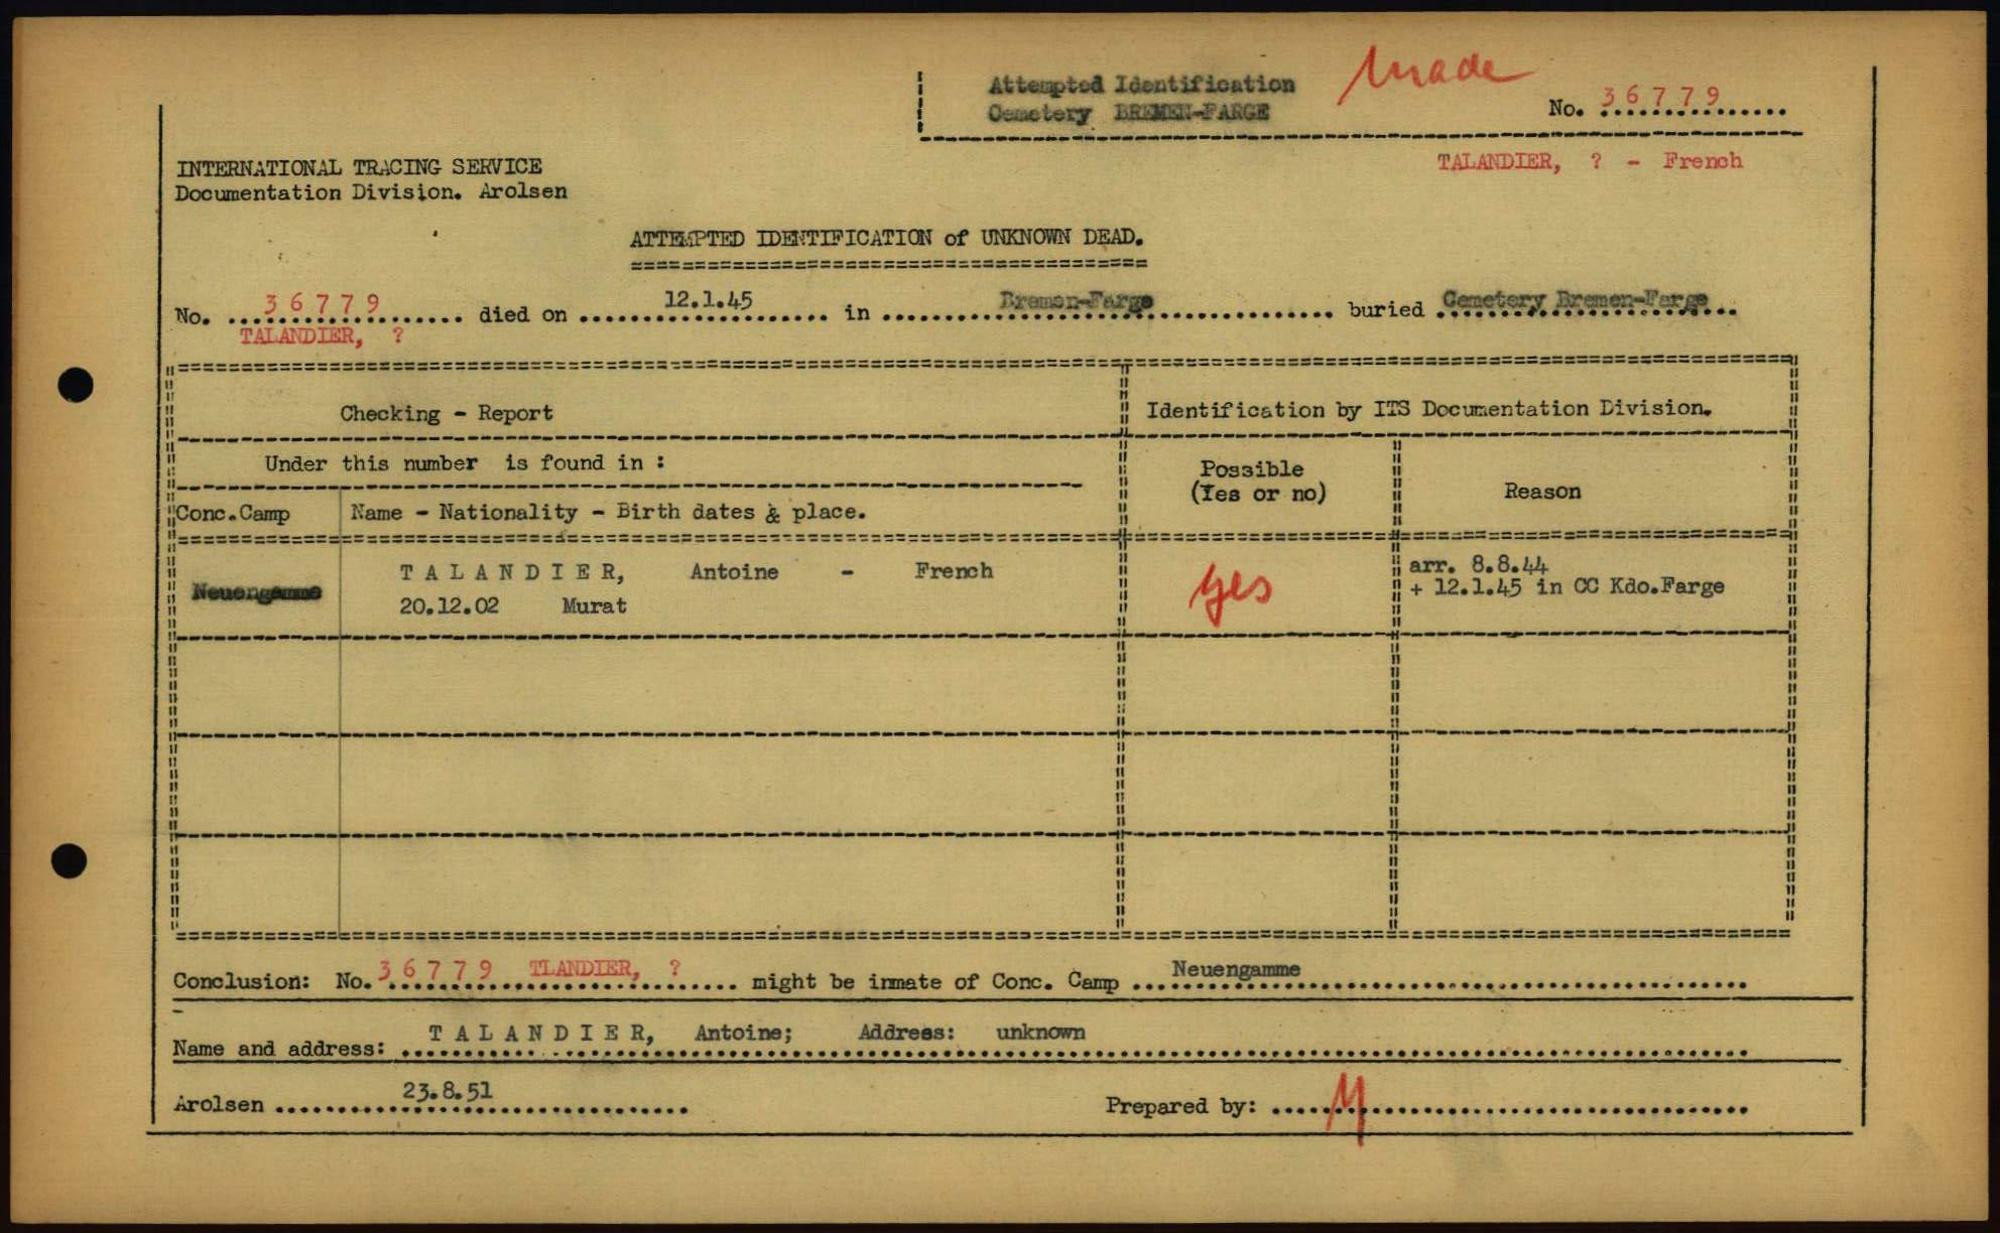 Attempted Identification
Cemetery BREMEN-FARGE
Made
No. 36779
TALANDIER, ? - French
INTERNATIONAL TRACING SERVICE
Documentation Division. Arolsen
ATTEMPTED IDENTIFICATION of UNKNOWN DEAD.
No. 36779 died on 12.1.45 in Bremen-Farge buried Cemetery Bremen-Farge
TALANDIER, ?
Checking - Report
Identification by ITS Documentation Division.
Under this number is found in :
Possible
(Yes or no)
Reason
Conc.Camp
Name - Nationality - Birth dates & place.
Neuengamme
TALANDIER, Antoine - French
20.12.02 Murat
yes
arr. 8.8.44
+ 12.1.45 in CC Kdo.Farge
Conclusion: No. 36779 TLANDIER, ? might be inmate of Conc. Camp Neuengamme
Name and address: TALANDIER, Antoine; Address: unknown
Arolsen 23.8.51
Prepared by: